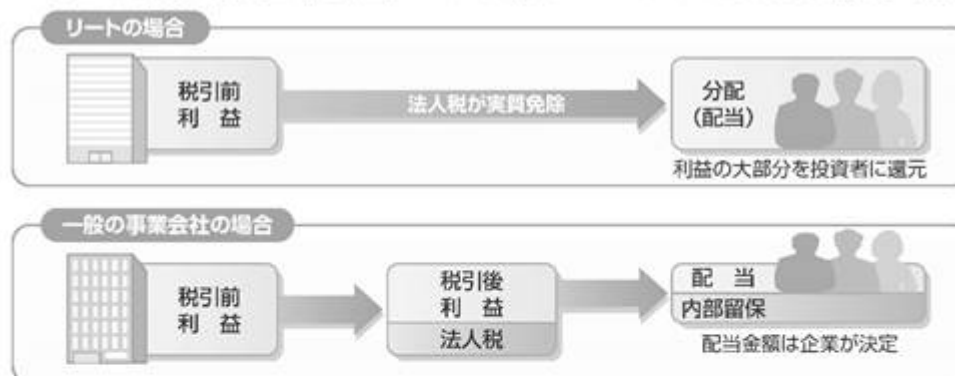 リートの場合
税引前
利　益
法人税が実質免除
分配
（配当）
利益の大部分を投資者に還元
一般の事業会社の場合
税引前
利　益
税引後
利　益
法人税
配　当
内部留保
配当金額は企業が決定